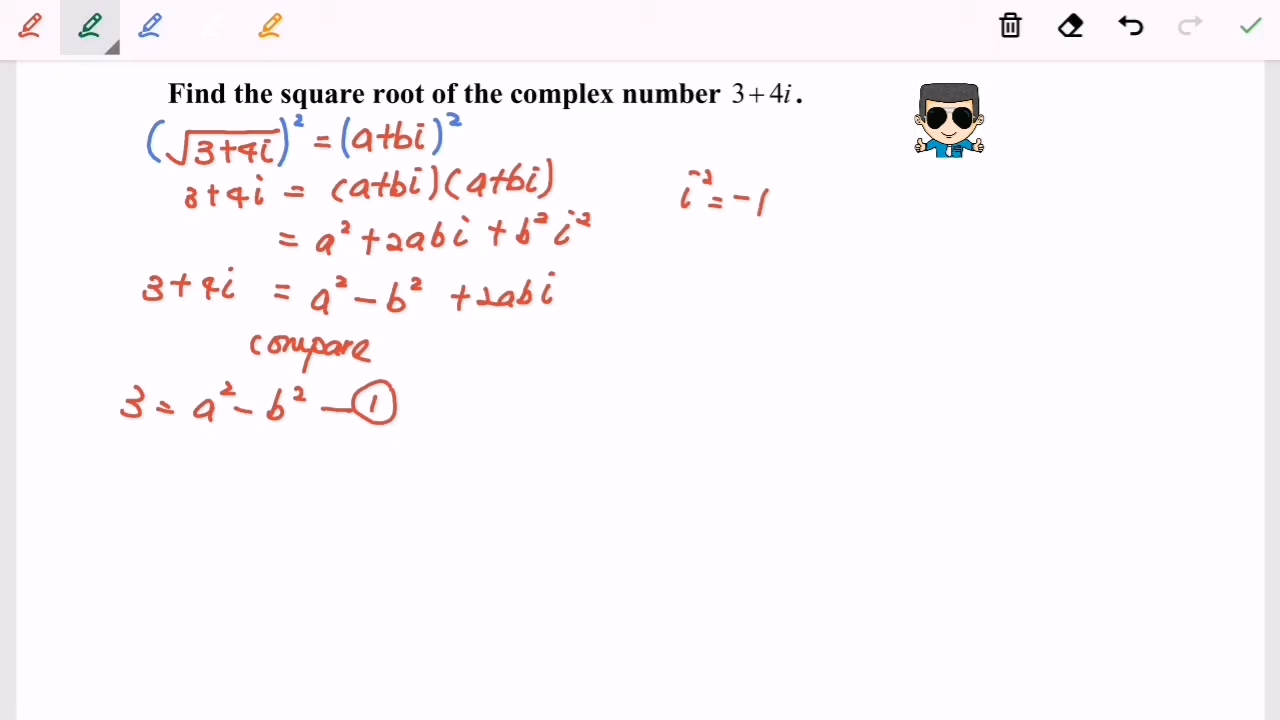 Find the square root of the complex number 3+4i.
(√3+4i)² = (a+bi)²
3+4i = (a+bi)(a+bi)
i² = -1
= a² + 2abi + b²i²
3+4i = a² - b² + 2abi
compare
3 = a² - b² — ①